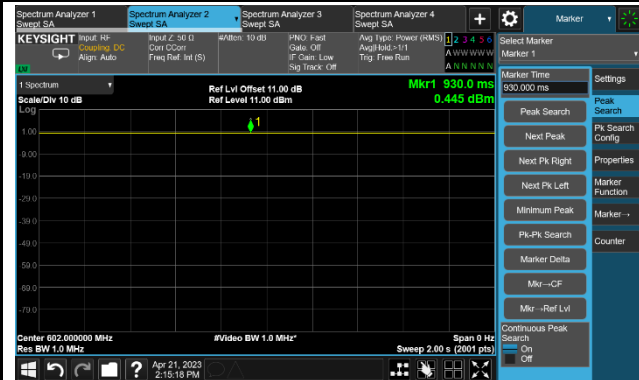 Spectrum Analyzer 1
Swept SA
Spectrum Analyzer 2
Swept SA
Spectrum Analyzer 3
Swept SA
Spectrum Analyzer 4
Swept SA
+
Marker
KEYSIGHT
Input: RF
Coupling: DC
Align: Auto
Input Z: 50 Ω
Corr CCorr
Freq Ref: Int (S)
#Atten: 10 dB
PNO: Fast
Gate: Off
IF Gain: Low
Sig Track: Off
Avg Type: Power (RMS)
Avg|Hold:>1/1
Trig: Free Run
1 2 3 4 5 6
A W W W W W
A N N N N N
Select Marker
Marker 1
1 Spectrum
Scale/Div 10 dB
Log
Ref Lvl Offset 11.00 dB
Ref Level 11.00 dBm
Mkr1 930.0 ms
0.445 dBm
1
1.00
-9.00
-19.0
-29.0
-39.0
-49.0
-59.0
-69.0
-79.0
Center 602.000000 MHz
Res BW 1.0 MHz
#Video BW 1.0 MHz*
Span 0 Hz
Sweep 2.00 s (2001 pts)
Marker Time
930.000 ms
Peak Search
Next Peak
Next Pk Right
Next Pk Left
Minimum Peak
Pk-Pk Search
Marker Delta
Mkr→CF
Mkr→Ref Lvl
Continuous Peak
Search
On
Off
Settings
Peak
Search
Pk Search
Config
Properties
Marker
Function
Marker→
Counter
?
Apr 21, 2023
2:15:18 PM